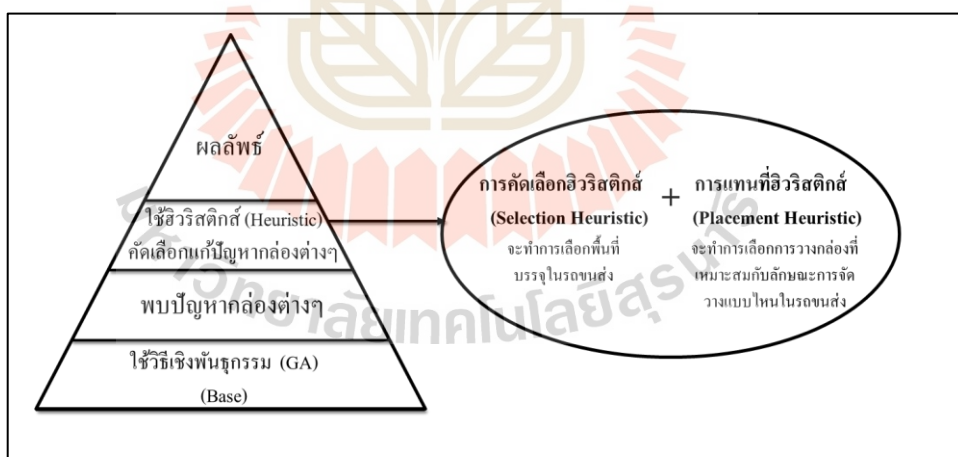 ผลลัพธ์
ใช้ฮิวริสติกส์ (Heuristic)
คัดเลือกแก้ปัญหากล่องต่างๆ
พบปัญหากล่องต่างๆ
ใช้วิธีเชิงพันธุกรรม (GA)
(Base)
การคัดเลือกฮิวริสติกส์
(Selection Heuristic)
จะทำการเลือกพื้นที่
บรรจุในรถขนส่ง
+
การแทนที่ฮิวริสติกส์
(Placement Heuristic)
จะทำการเลือกการวางกล่องที่
เหมาะสมกับลักษณะการจัด
วางแบบไหนในรถขนส่ง
มหาวิทยาลัยเทคโนโลยีสุรนารี